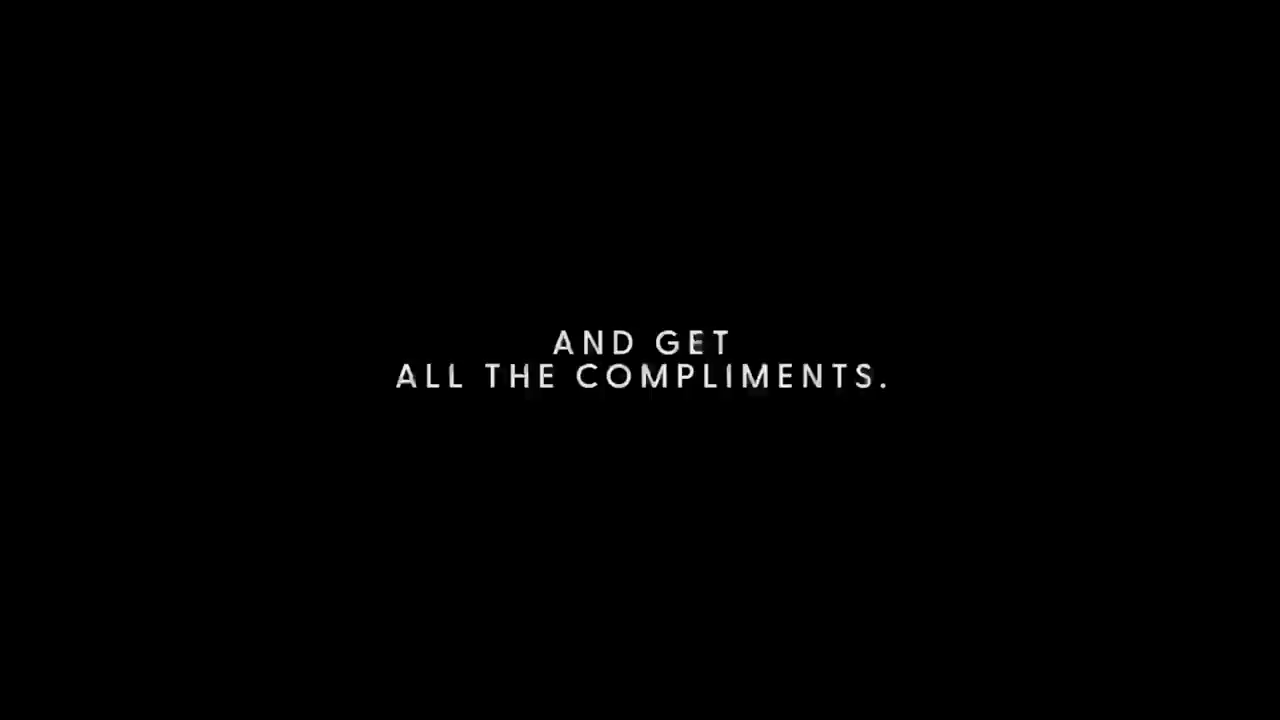 AND GET
ALL THE COMPLIMENTS.